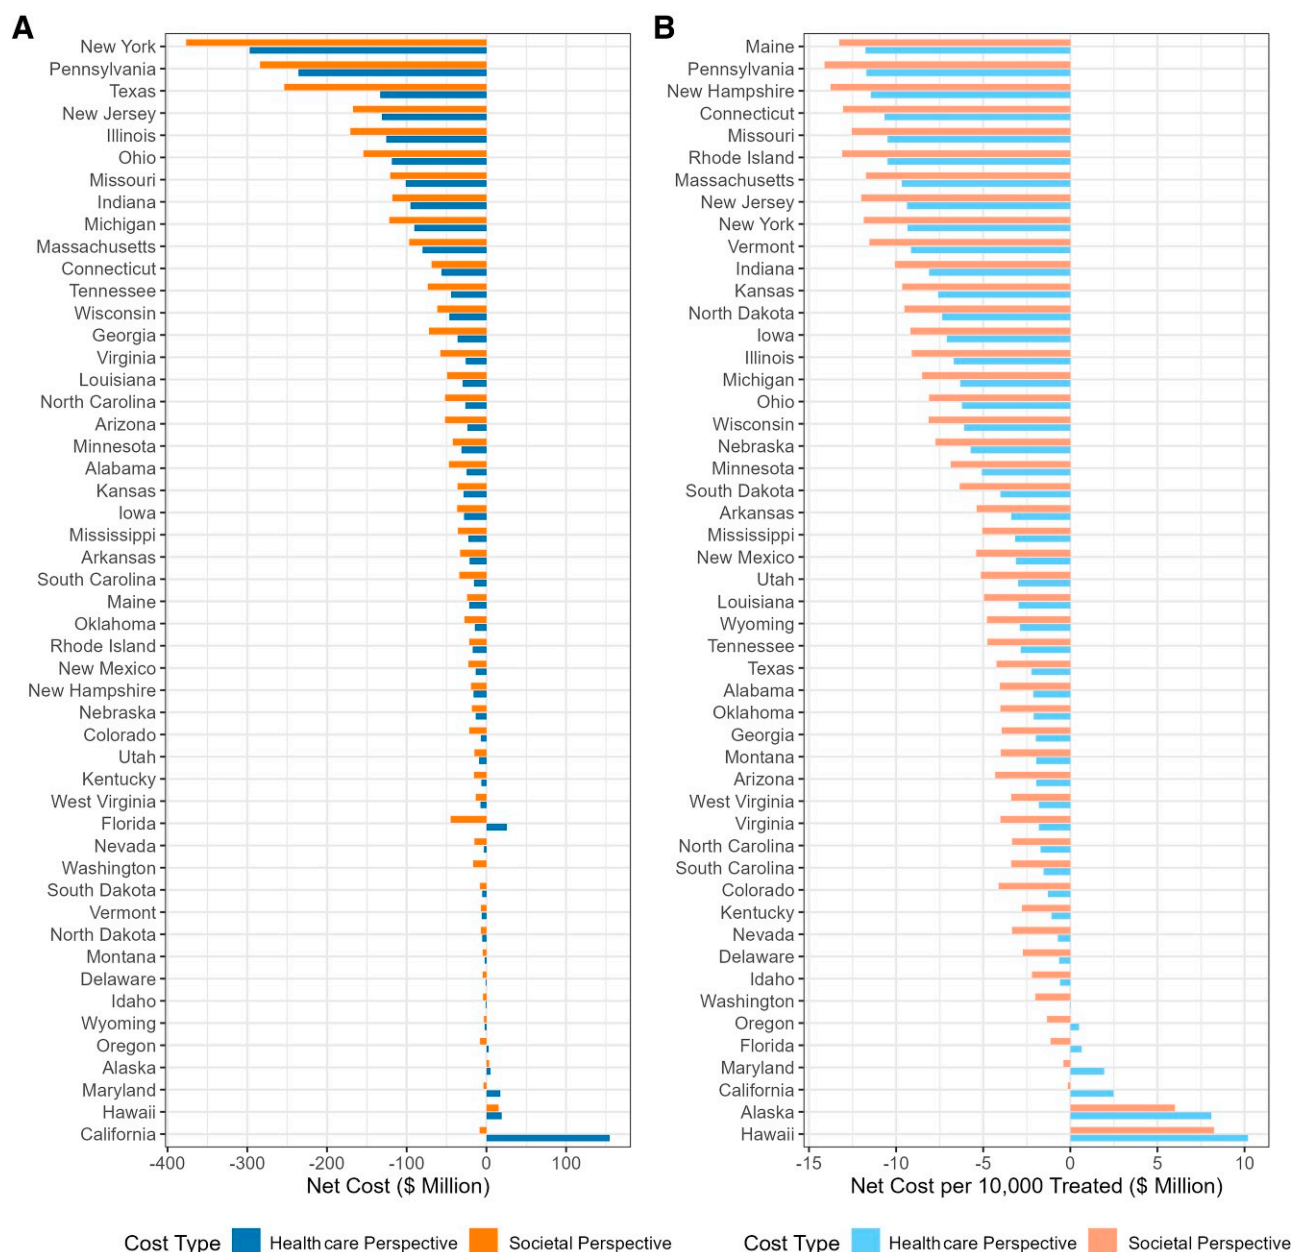 A
New York
Pennsylvania
Texas
New Jersey
Illinois
Ohio
Missouri
Indiana
Michigan
Massachusetts
Connecticut
Tennessee
Wisconsin
Georgia
Virginia
Louisiana
North Carolina
Arizona
Minnesota
Alabama
Kansas
Iowa
Mississippi
Arkansas
South Carolina
Maine
Oklahoma
Rhode Island
New Mexico
New Hampshire
Nebraska
Colorado
Utah
Kentucky
West Virginia
Florida
Nevada
Washington
South Dakota
Vermont
North Dakota
Montana
Delaware
Idaho
Wyoming
Oregon
Alaska
Maryland
Hawaii
California
-400 -300 -200 -100 0 100
Net Cost ($ Million)
Cost Type Health care Perspective Societal Perspective
B
Maine
Pennsylvania
New Hampshire
Connecticut
Missouri
Rhode Island
Massachusetts
New Jersey
New York
Vermont
Indiana
Kansas
North Dakota
Iowa
Illinois
Michigan
Ohio
Wisconsin
Nebraska
Minnesota
South Dakota
Arkansas
Mississippi
New Mexico
Utah
Louisiana
Wyoming
Tennessee
Texas
Alabama
Oklahoma
Georgia
Montana
Arizona
West Virginia
Virginia
North Carolina
South Carolina
Colorado
Kentucky
Nevada
Delaware
Idaho
Washington
Oregon
Florida
Maryland
California
Alaska
Hawaii
-15 -10 -5 0 5 10
Net Cost per 10,000 Treated ($ Million)
Cost Type Health care Perspective Societal Perspective